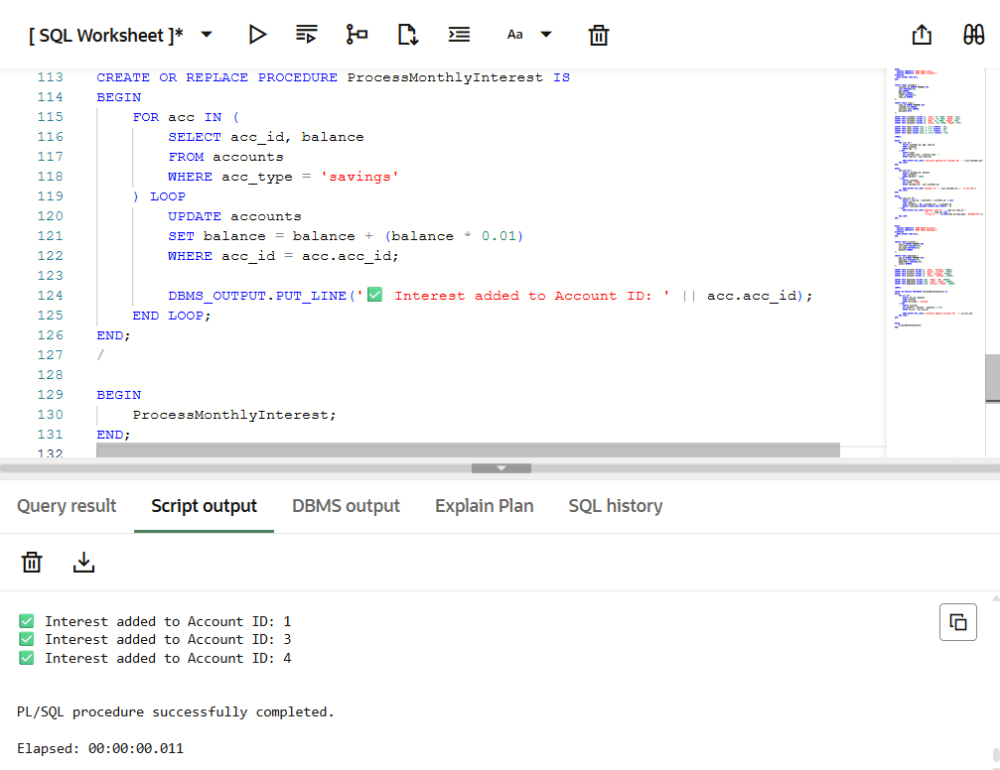 [ SQL Worksheet ]* Aa
113 CREATE OR REPLACE PROCEDURE ProcessMonthlyInterest IS
114 BEGIN
115 FOR acc IN (
116 SELECT acc_id, balance
117 FROM accounts
118 WHERE acc_type = 'savings'
119 ) LOOP
120 UPDATE accounts
121 SET balance = balance + (balance * 0.01)
122 WHERE acc_id = acc.acc_id;
123
124 DBMS_OUTPUT.PUT_LINE('✅ Interest added to Account ID: ' || acc.acc_id);
125 END LOOP;
126 END;
127 /
128
129 BEGIN
130 ProcessMonthlyInterest;
131 END;
132
Query result Script output DBMS output Explain Plan SQL history
✅ Interest added to Account ID: 1
✅ Interest added to Account ID: 3
✅ Interest added to Account ID: 4
PL/SQL procedure successfully completed.
Elapsed: 00:00:00.011